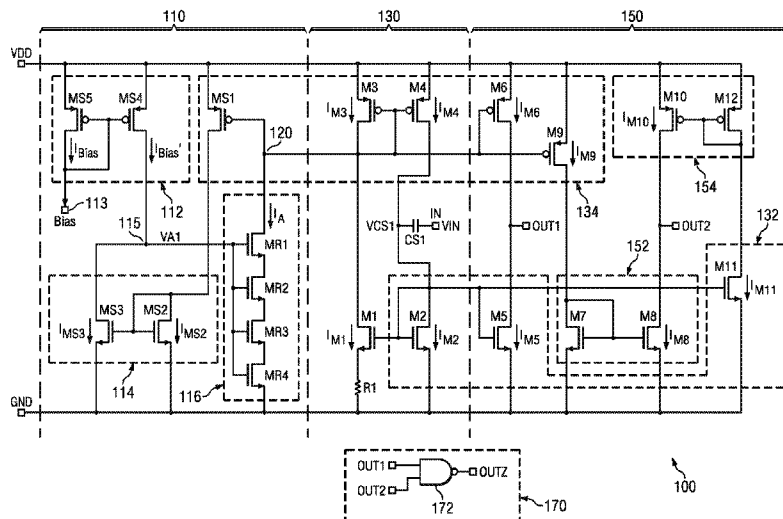 110 130 150
VDD
MS5 MS4 MS1 M3 M4 M6 M10 M12
IM3 IM4 IM6 M9 IM10
IBias IBias' 120 IM9
154
113 112 134
Bias 115 IA VCS1 IN VIN OUT1 OUT2 132
VA1 CS1
MR1 152
MR2 M11
IM11
MS3 MS2 M1 M2 M5 M7 M8
IMS3 IMS2 MR3 IM1 IM2 IM5 IM8
MR4
114 116 R1
GND
OUT1 OUTZ
OUT2 172 170 100